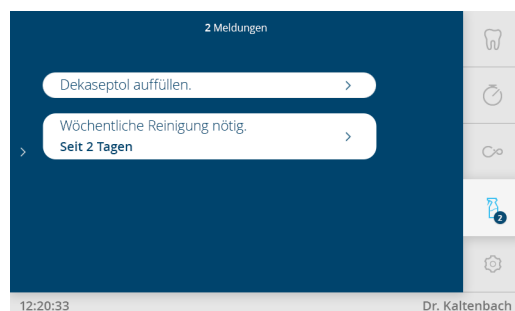 2 Meldungen
Dekaseptol auffüllen.
Wöchentliche Reinigung nötig.
Seit 2 Tagen
2
12:20:33
Dr. Kaltenbach